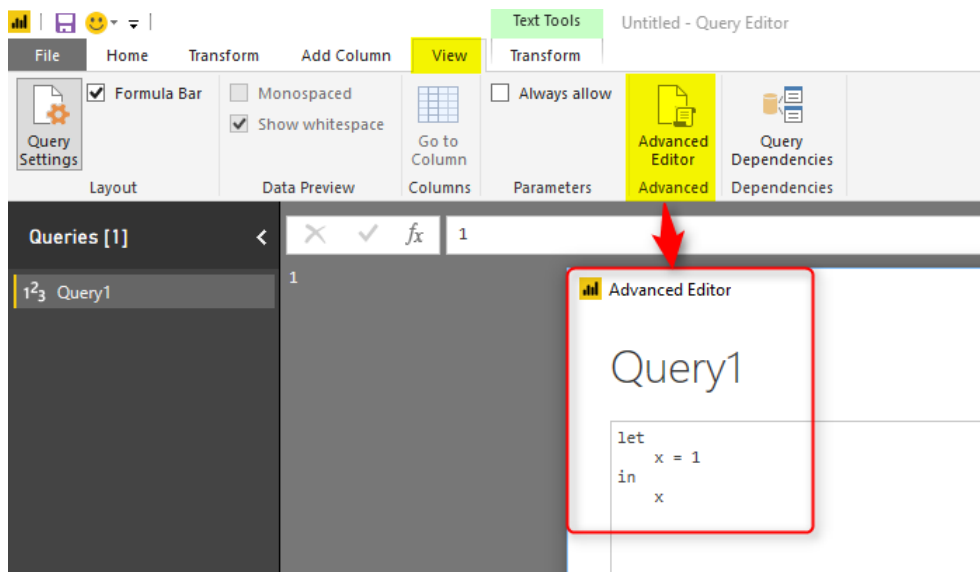 Text Tools Untitled - Query Editor
File Home Transform Add Column View Transform
Formula Bar Monospaced Always allow
Show whitespace
Query Settings
Go to Column
Advanced Editor
Query Dependencies
Layout Data Preview Columns Parameters Advanced Dependencies
Queries [1] fx 1
1
123 Query1
Advanced Editor
Query1
let
x = 1
in
x